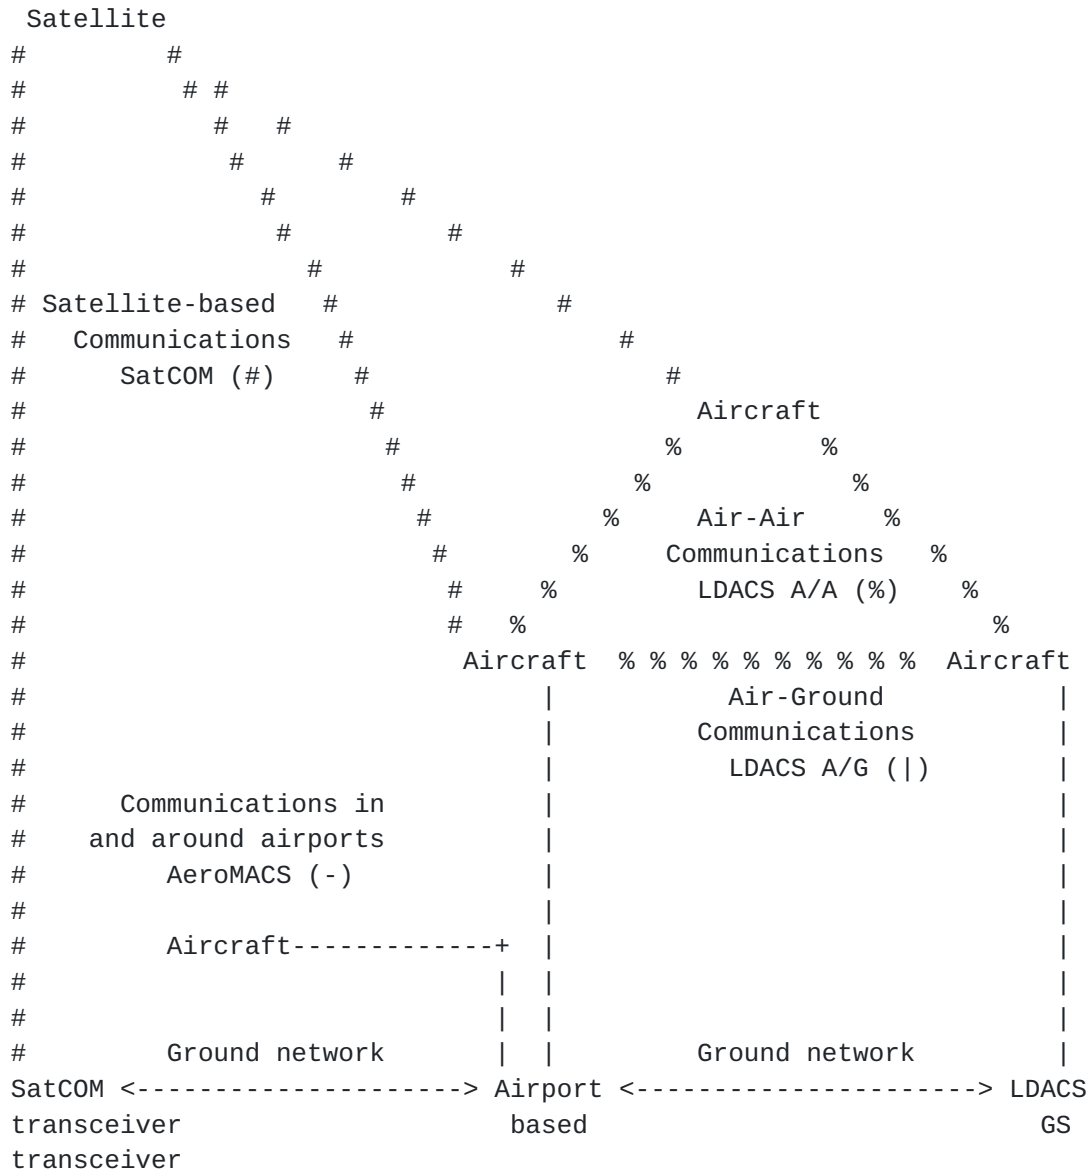 Satellite
#         #
#          # #
#            #   #
#             #      #
#               #        #
#                #          #
#                  #            #
# Satellite-based   #              #
#   Communications   #                 #
#      SatCOM (#)     #                   #
#                      #                    Aircraft
#                       #                 %         %
#                        #              %             %
#                         #           %     Air-Air     %
#                          #        %     Communications   %
#                           #     %         LDACS A/A (%)    %
#                           #   %                              %
#                            Aircraft  % % % % % % % % % %  Aircraft
#                                 |           Air-Ground           |
#                                 |         Communications         |
#                                 |           LDACS A/G (|)        |
#      Communications in          |                                |
#    and around airports          |                                |
#         AeroMACS (-)            |                                |
#                                 |                                |
#         Aircraft-------------+  |                                |
#                              |  |                                |
#                              |  |                                |
#         Ground network       |  |         Ground network         |
SatCOM <---------------------> Airport <----------------------> LDACS
transceiver                     based                             GS
transceiver